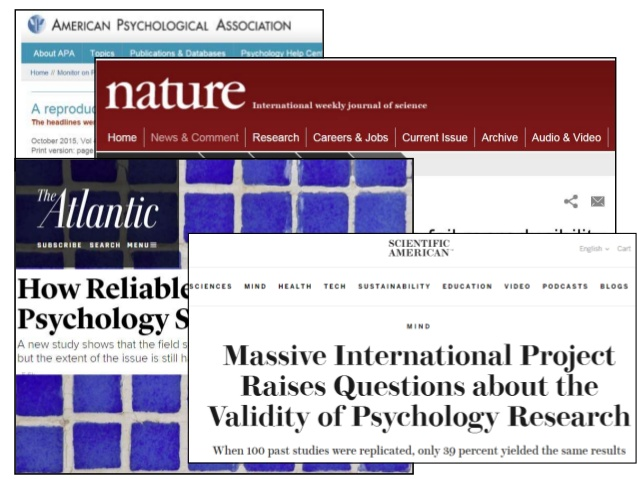 AMERICAN PSYCHOLOGICAL ASSOCIATION
About APA Topics Publications & Databases Psychology Help Cen
Home // Monitor on P
A reprodu
The headlines we
October 2015, Vol
Print version: page
nature International weekly journal of science
Home News & Comment Research Careers & Jobs Current Issue Archive Audio & Video
The Atlantic
SUBSCRIBE SEARCH MENU
How Reliable
Psychology S
A new study shows that the field s
but the extent of the issue is still h
SCIENTIFIC
AMERICAN™
English Cart
SCIENCES MIND HEALTH TECH SUSTAINABILITY EDUCATION VIDEO PODCASTS BLOGS
MIND
Massive International Project
Raises Questions about the
Validity of Psychology Research
When 100 past studies were replicated, only 39 percent yielded the same results